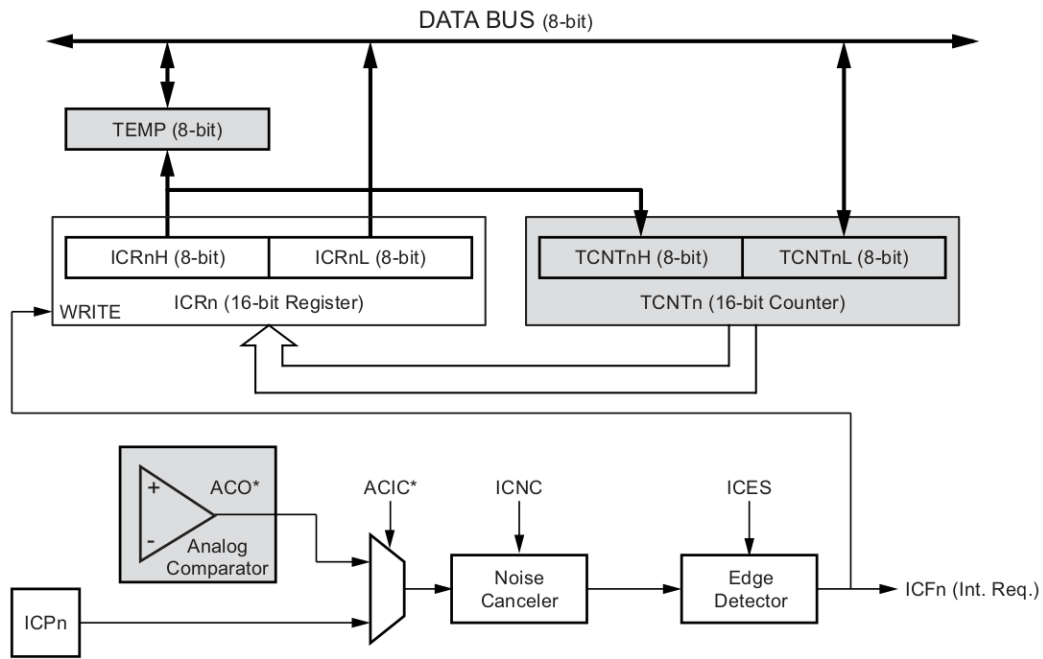 DATA BUS (8-bit)
TEMP (8-bit)
ICRnH (8-bit)
ICRnL (8-bit)
TCNTnH (8-bit)
TCNTnL (8-bit)
WRITE
ICRn (16-bit Register)
TCNTn (16-bit Counter)
+
ACO*
-
Analog
Comparator
ACIC*
ICNC
ICES
Noise
Canceler
Edge
Detector
ICFn (Int. Req.)
ICPn